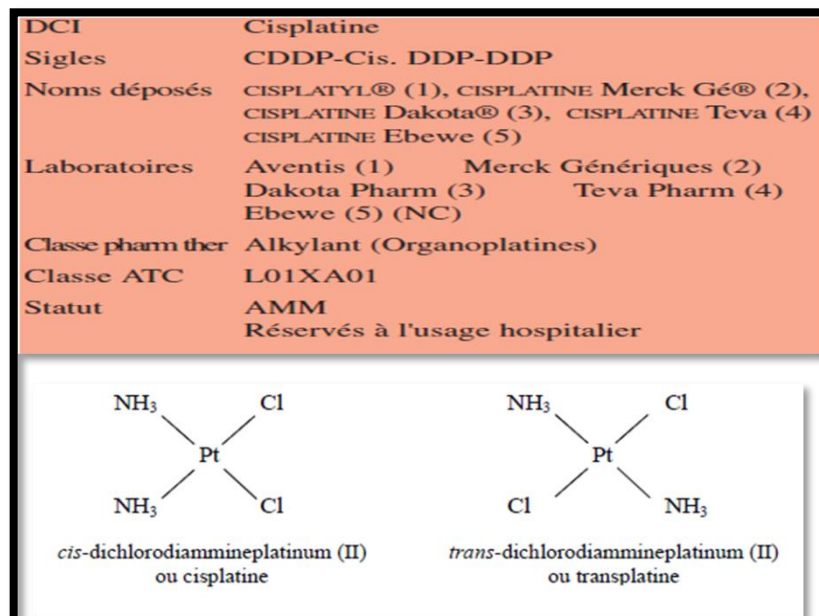 DCI Cisplatine
Sigles CDDP-Cis. DDP-DDP
Noms déposés CISPLATYL® (1), CISPLATINE Merck Gé® (2),
CISPLATINE Dakota® (3), CISPLATINE Teva (4)
CISPLATINE Ebewe (5)
Laboratoires Aventis (1) Merck Génériques (2)
Dakota Pharm (3) Teva Pharm (4)
Ebewe (5) (NC)
Classe pharm ther Alkylant (Organoplatines)
Classe ATC L01XA01
Statut AMM
Réservés à l'usage hospitalier
NH₃ Cl NH₃ Cl
Pt Pt
NH₃ Cl Cl NH₃
cis-dichlorodiammineplatinum (II) trans-dichlorodiammineplatinum (II)
ou cisplatine ou transplatine